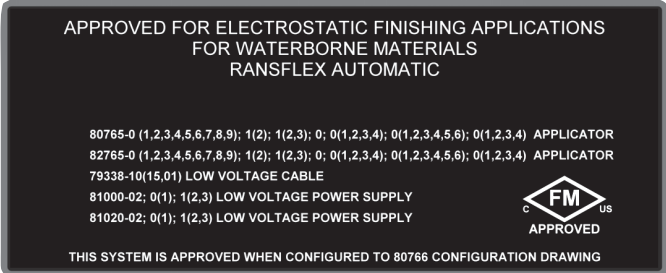 APPROVED FOR ELECTROSTATIC FINISHING APPLICATIONS
FOR WATERBORNE MATERIALS
RANSFLEX AUTOMATIC
80765-0 (1,2,3,4,5,6,7,8,9); 1(2); 1(2,3); 0; 0(1,2,3,4); 0(1,2,3,4,5,6); 0(1,2,3,4) APPLICATOR
82765-0 (1,2,3,4,5,6,7,8,9); 1(2); 1(2,3); 0; 0(1,2,3,4); 0(1,2,3,4,5,6); 0(1,2,3,4) APPLICATOR
79338-10(15,01) LOW VOLTAGE CABLE
81000-02; 0(1); 1(2,3) LOW VOLTAGE POWER SUPPLY
81020-02; 0(1); 1(2,3) LOW VOLTAGE POWER SUPPLY
C FM US
APPROVED
THIS SYSTEM IS APPROVED WHEN CONFIGURED TO 80766 CONFIGURATION DRAWING